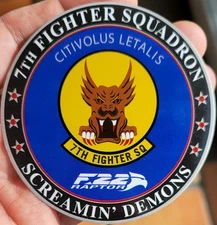 7TH FIGHTER SQUADRON
CITIVOLUS LETALIS
7TH FIGHTER SQ
F-22
RAPTOR
SCREAMIN' DEMONS